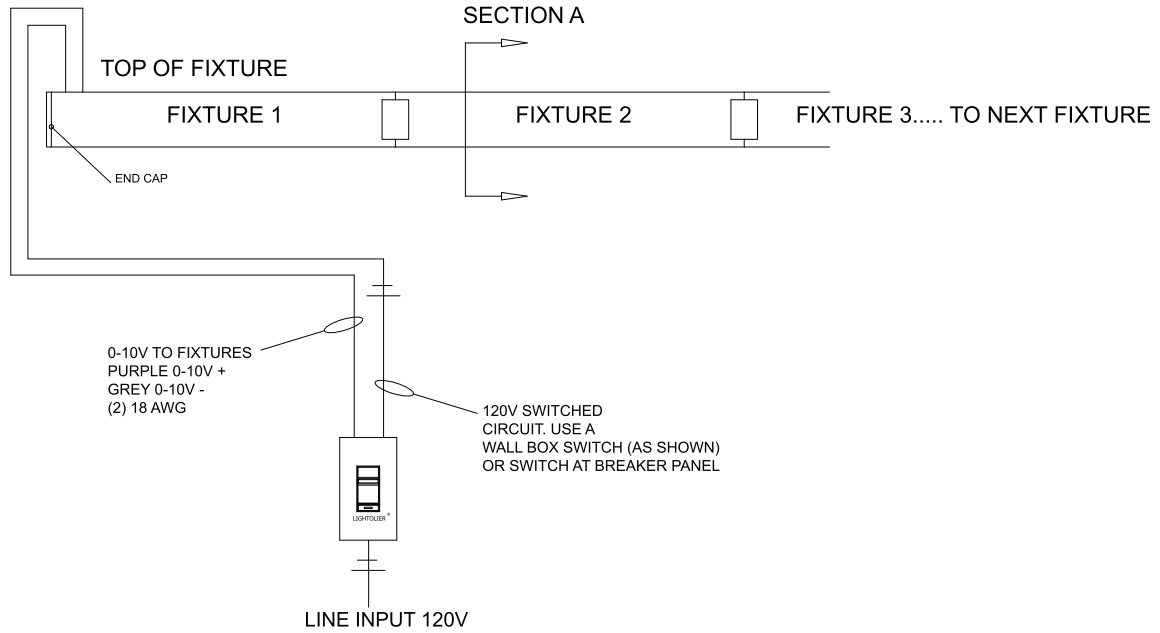 SECTION A
TOP OF FIXTURE
FIXTURE 1
FIXTURE 2
FIXTURE 3..... TO NEXT FIXTURE
END CAP
0-10V TO FIXTURES
PURPLE 0-10V +
GREY 0-10V -
(2) 18 AWG
120V SWITCHED
CIRCUIT. USE A
WALL BOX SWITCH (AS SHOWN)
OR SWITCH AT BREAKER PANEL
LIGHTOLIER ®
LINE INPUT 120V